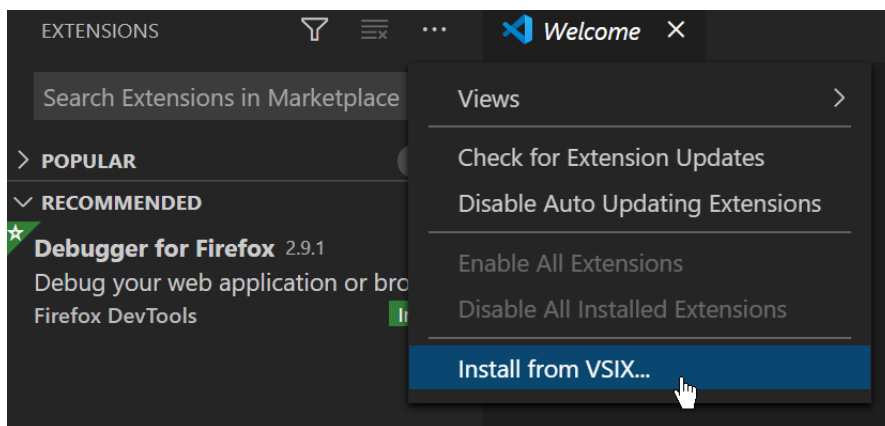 EXTENSIONS
Welcome
Search Extensions in Marketplace
Views
POPULAR
Check for Extension Updates
RECOMMENDED
Disable Auto Updating Extensions
Debugger for Firefox 2.9.1
Enable All Extensions
Debug your web application or bro
Disable All Installed Extensions
Firefox DevTools
Install from VSIX...